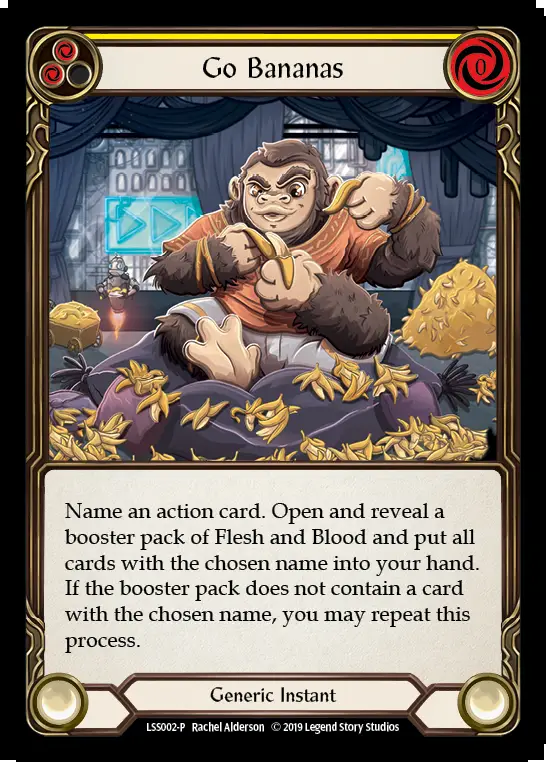 Go Bananas
0
Name an action card. Open and reveal a
booster pack of Flesh and Blood and put all
cards with the chosen name into your hand.
If the booster pack does not contain a card
with the chosen name, you may repeat this
process.
Generic Instant
LSS002-P Rachel Alderson © 2019 Legend Story Studios